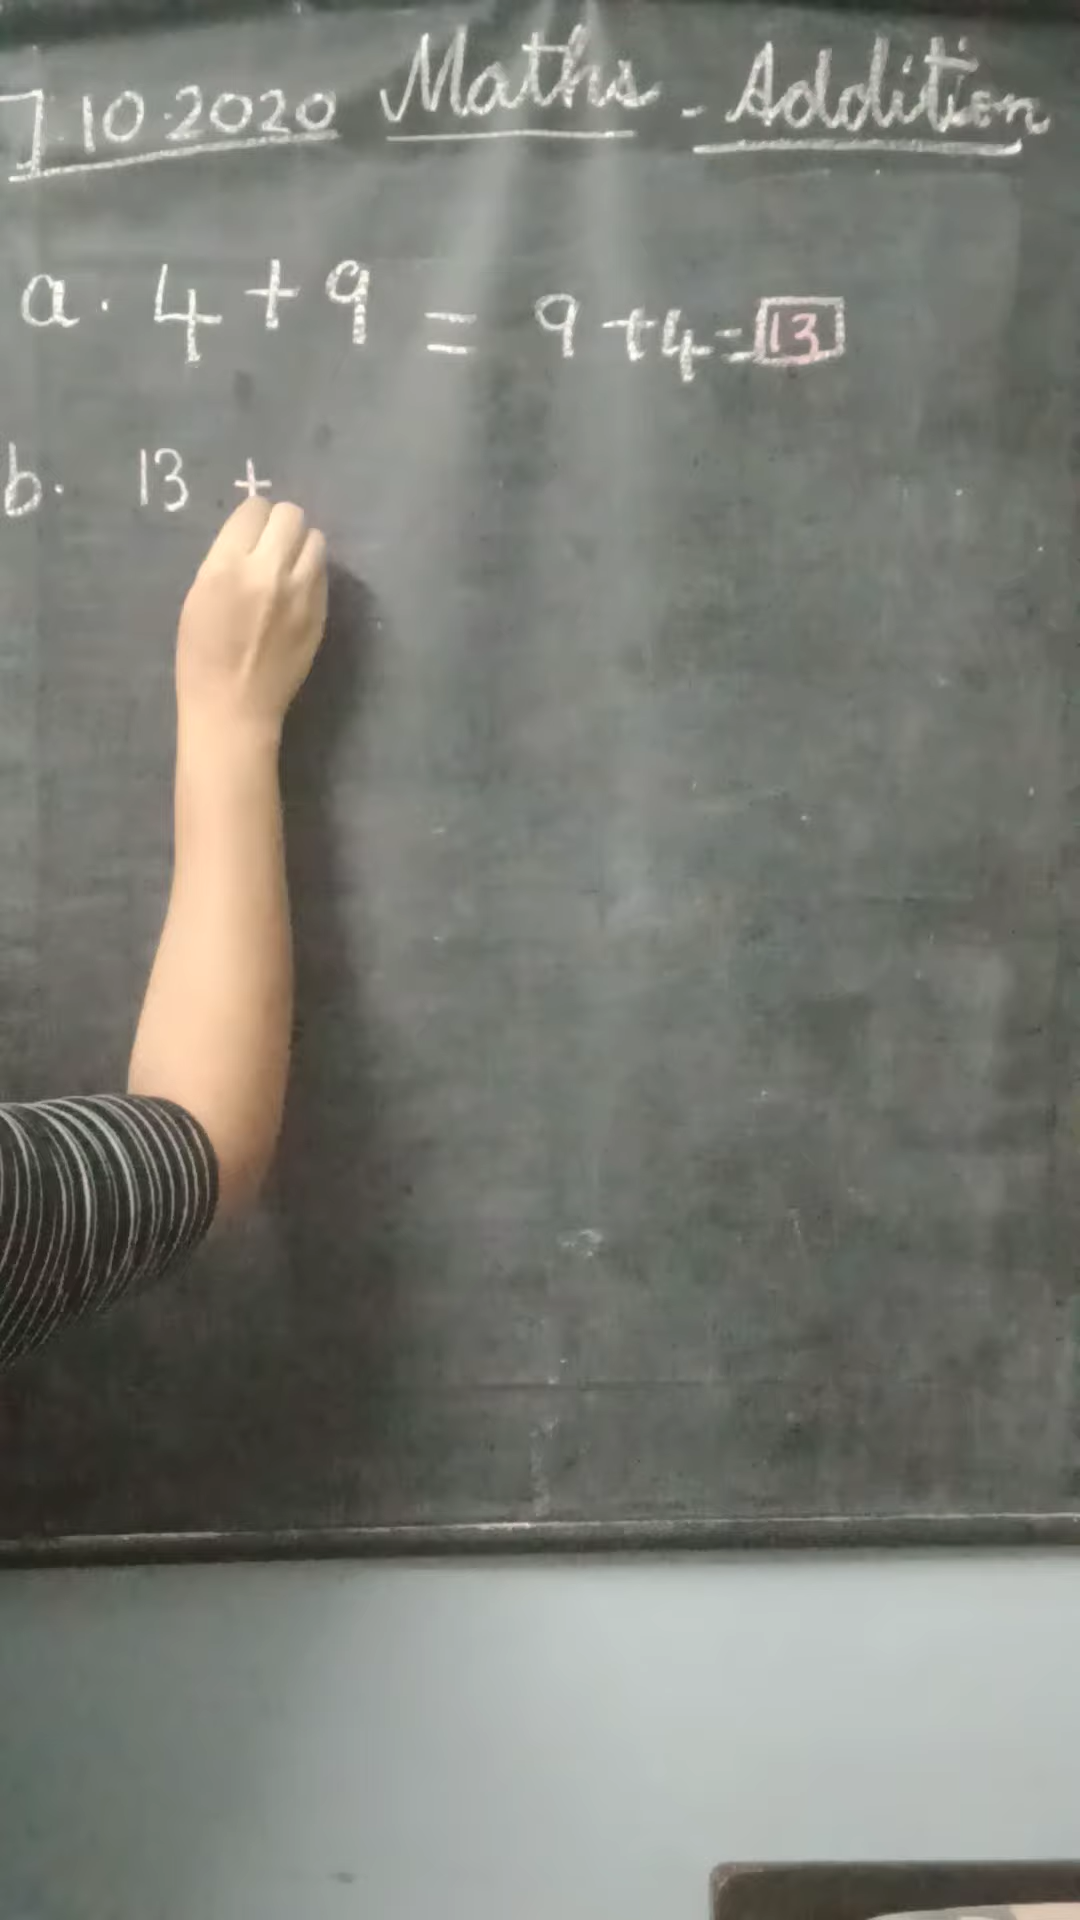 7.10.2020 Maths - Addition
a. 4 + 9 = 9 + 4 = 13
b. 13 +